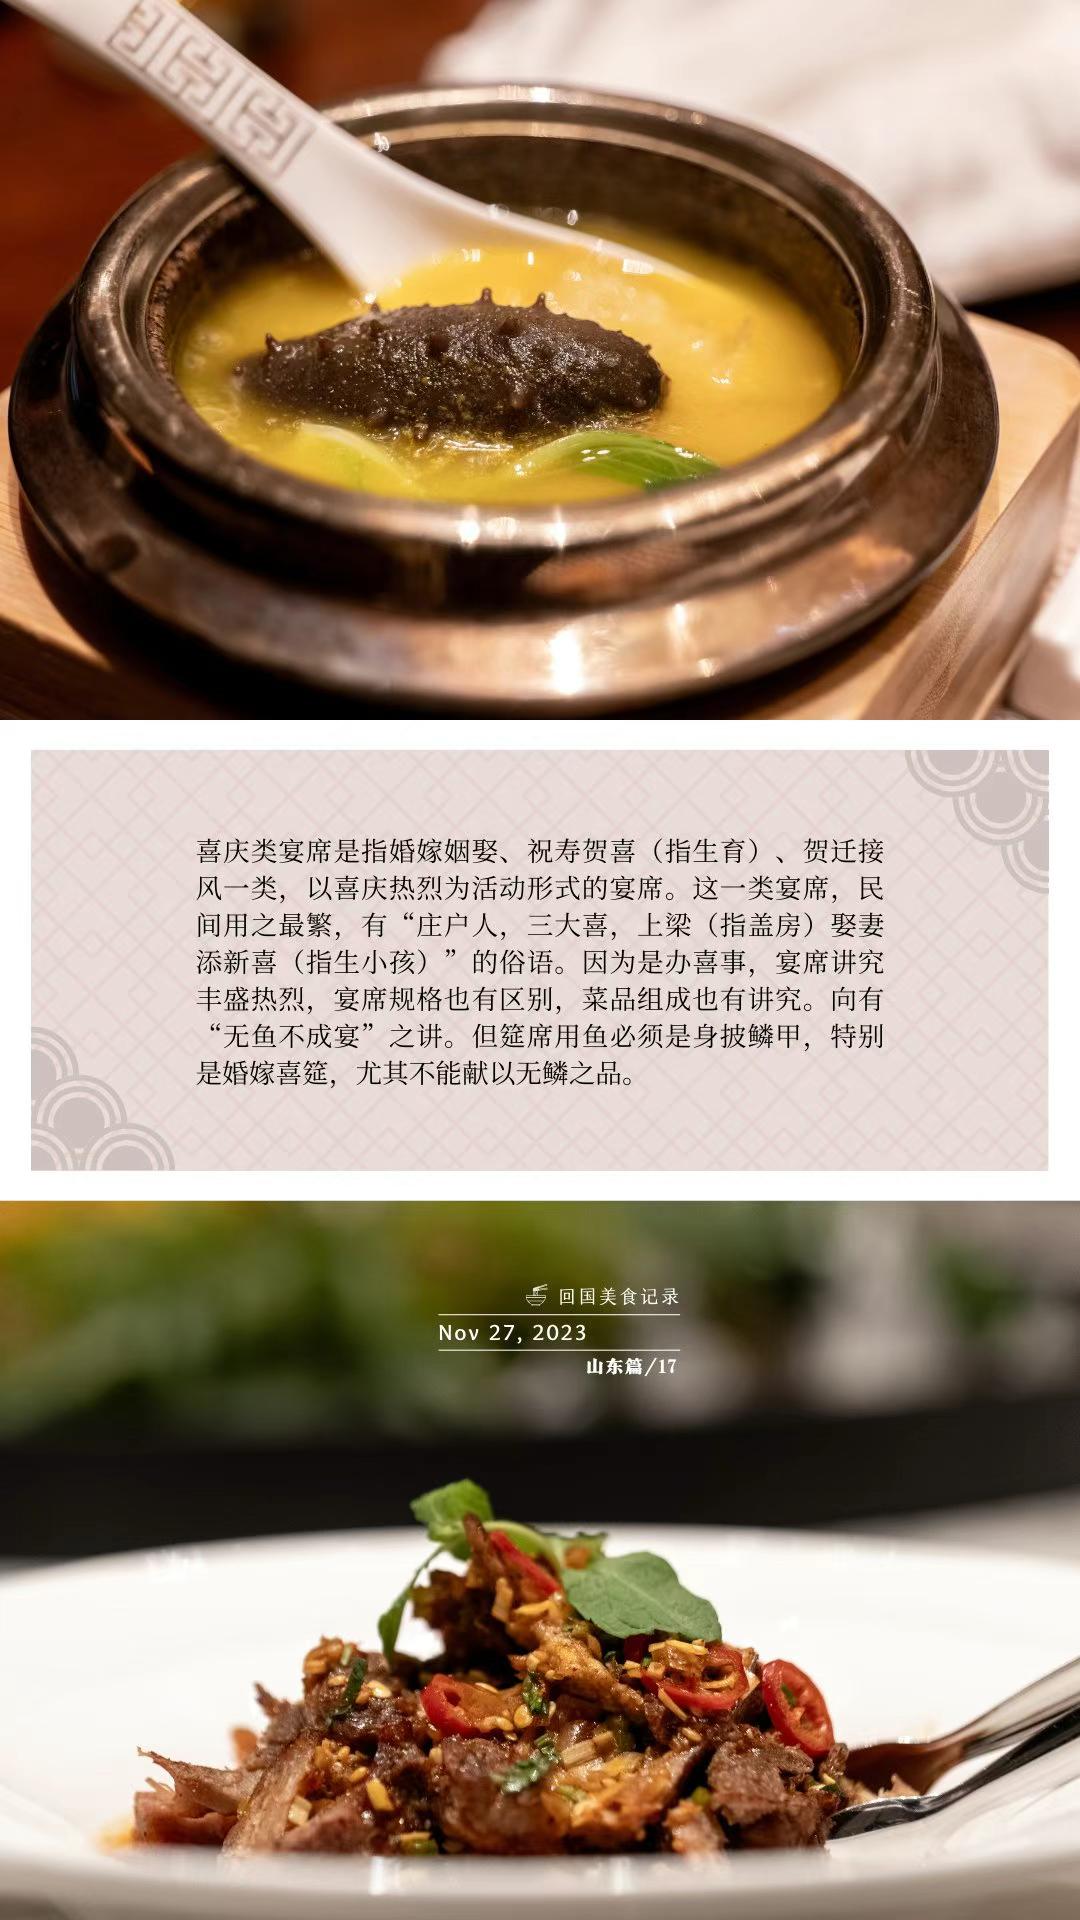 喜庆类宴席是指婚嫁姻娶、祝寿贺喜（指生育）、贺迁接
风一类，以喜庆热烈为活动形式的宴席。这一类宴席，民
间用之最繁，有“庄户人，三大喜，上梁（指盖房）娶妻
添新喜（指生小孩）”的俗语。因为是办喜事，宴席讲究
丰盛热烈，宴席规格也有区别，菜品组成也有讲究。向有
“无鱼不成宴”之讲。但筵席用鱼必须是身披鳞甲，特别
是婚嫁喜筵，尤其不能献以无鳞之品。
回国美食记录
Nov 27, 2023
山东篇/17